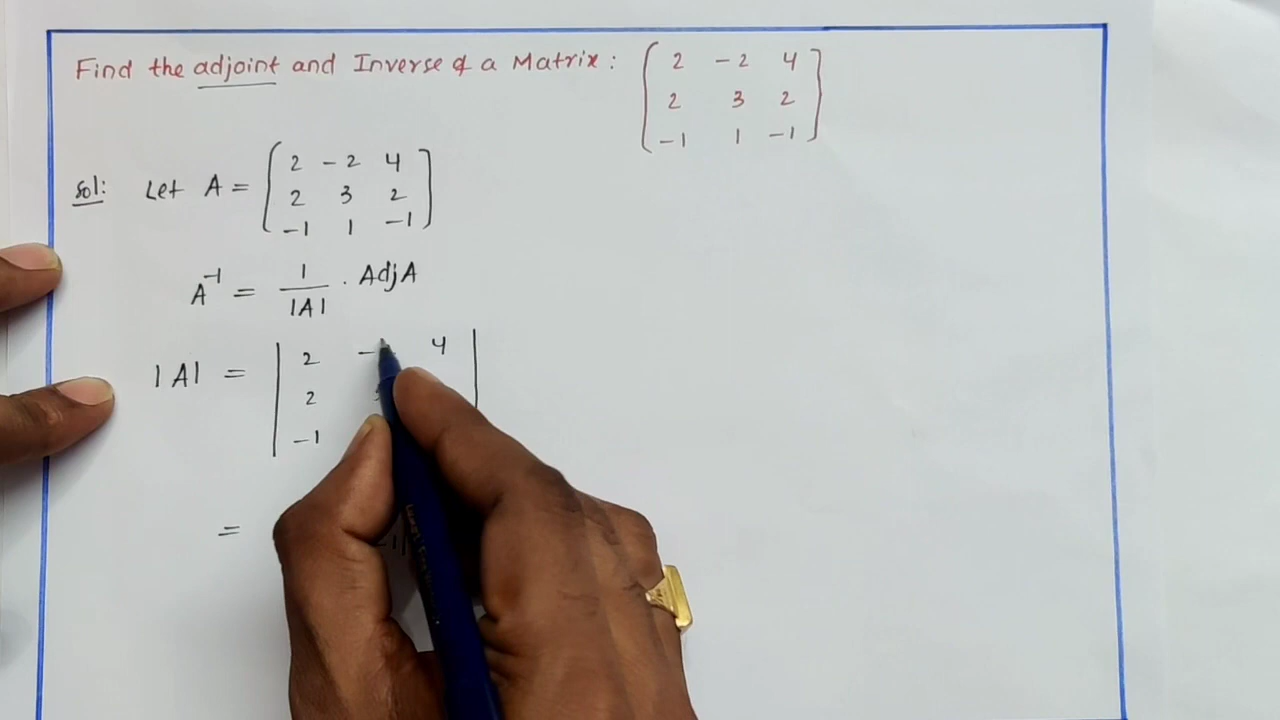 Find the adjoint and Inverse of a Matrix :
2 -2 4
2 3 2
-1 1 -1
Sol: Let A =
2 -2 4
2 3 2
-1 1 -1
A⁻¹ = 1/|A| . AdjA
|A| =
2 - 4
2
-1
=